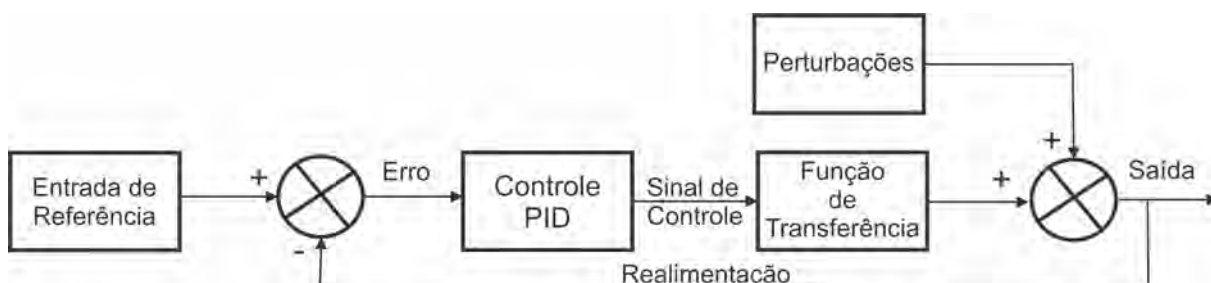 Perturbações
Entrada de
Referência
+
-
Erro
Controle
PID
Sinal de
Controle
Função
de
Transferência
+
+
Saída
Realimentação